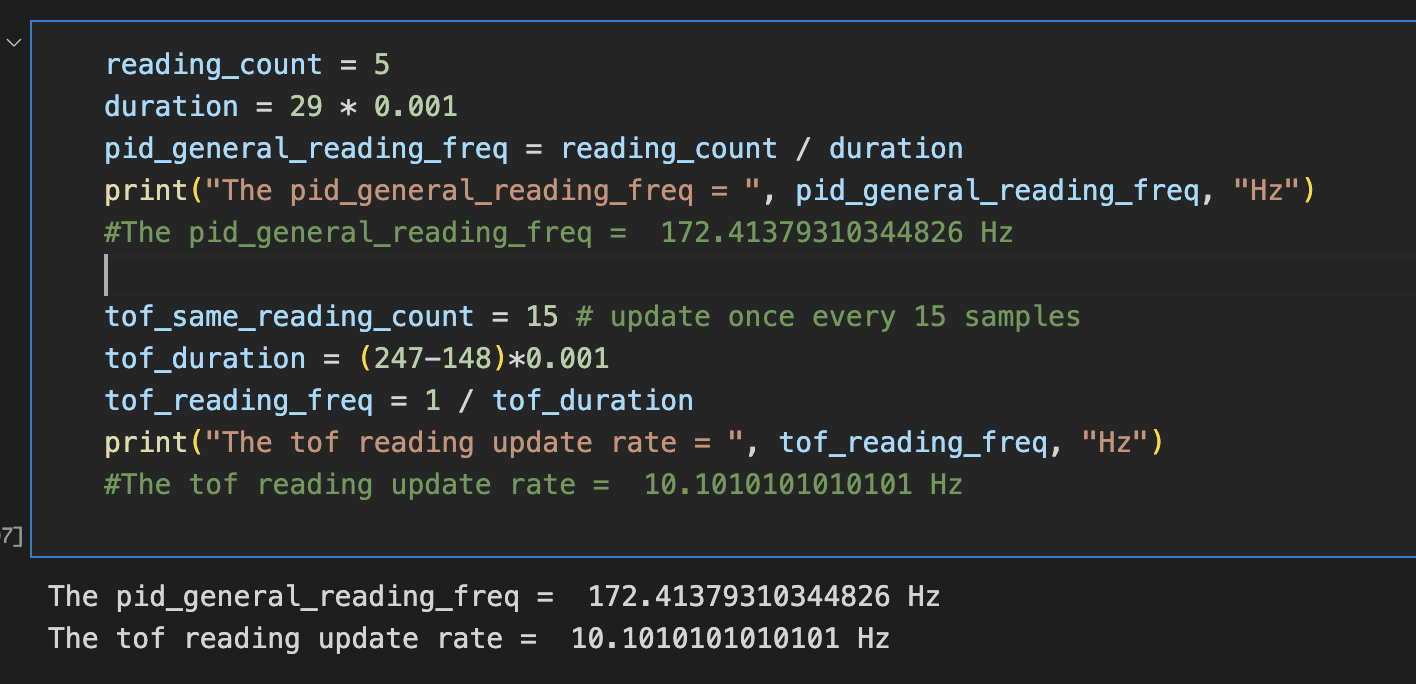 reading_count = 5
duration = 29 * 0.001
pid_general_reading_freq = reading_count / duration
print("The pid_general_reading_freq = ", pid_general_reading_freq, "Hz")
#The pid_general_reading_freq =  172.41379310344826 Hz
tof_same_reading_count = 15 # update once every 15 samples
tof_duration = (247-148)*0.001
tof_reading_freq = 1 / tof_duration
print("The tof reading update rate = ", tof_reading_freq, "Hz")
#The tof reading update rate =  10.1010101010101 Hz
7]
The pid_general_reading_freq =  172.41379310344826 Hz
The tof reading update rate =  10.1010101010101 Hz